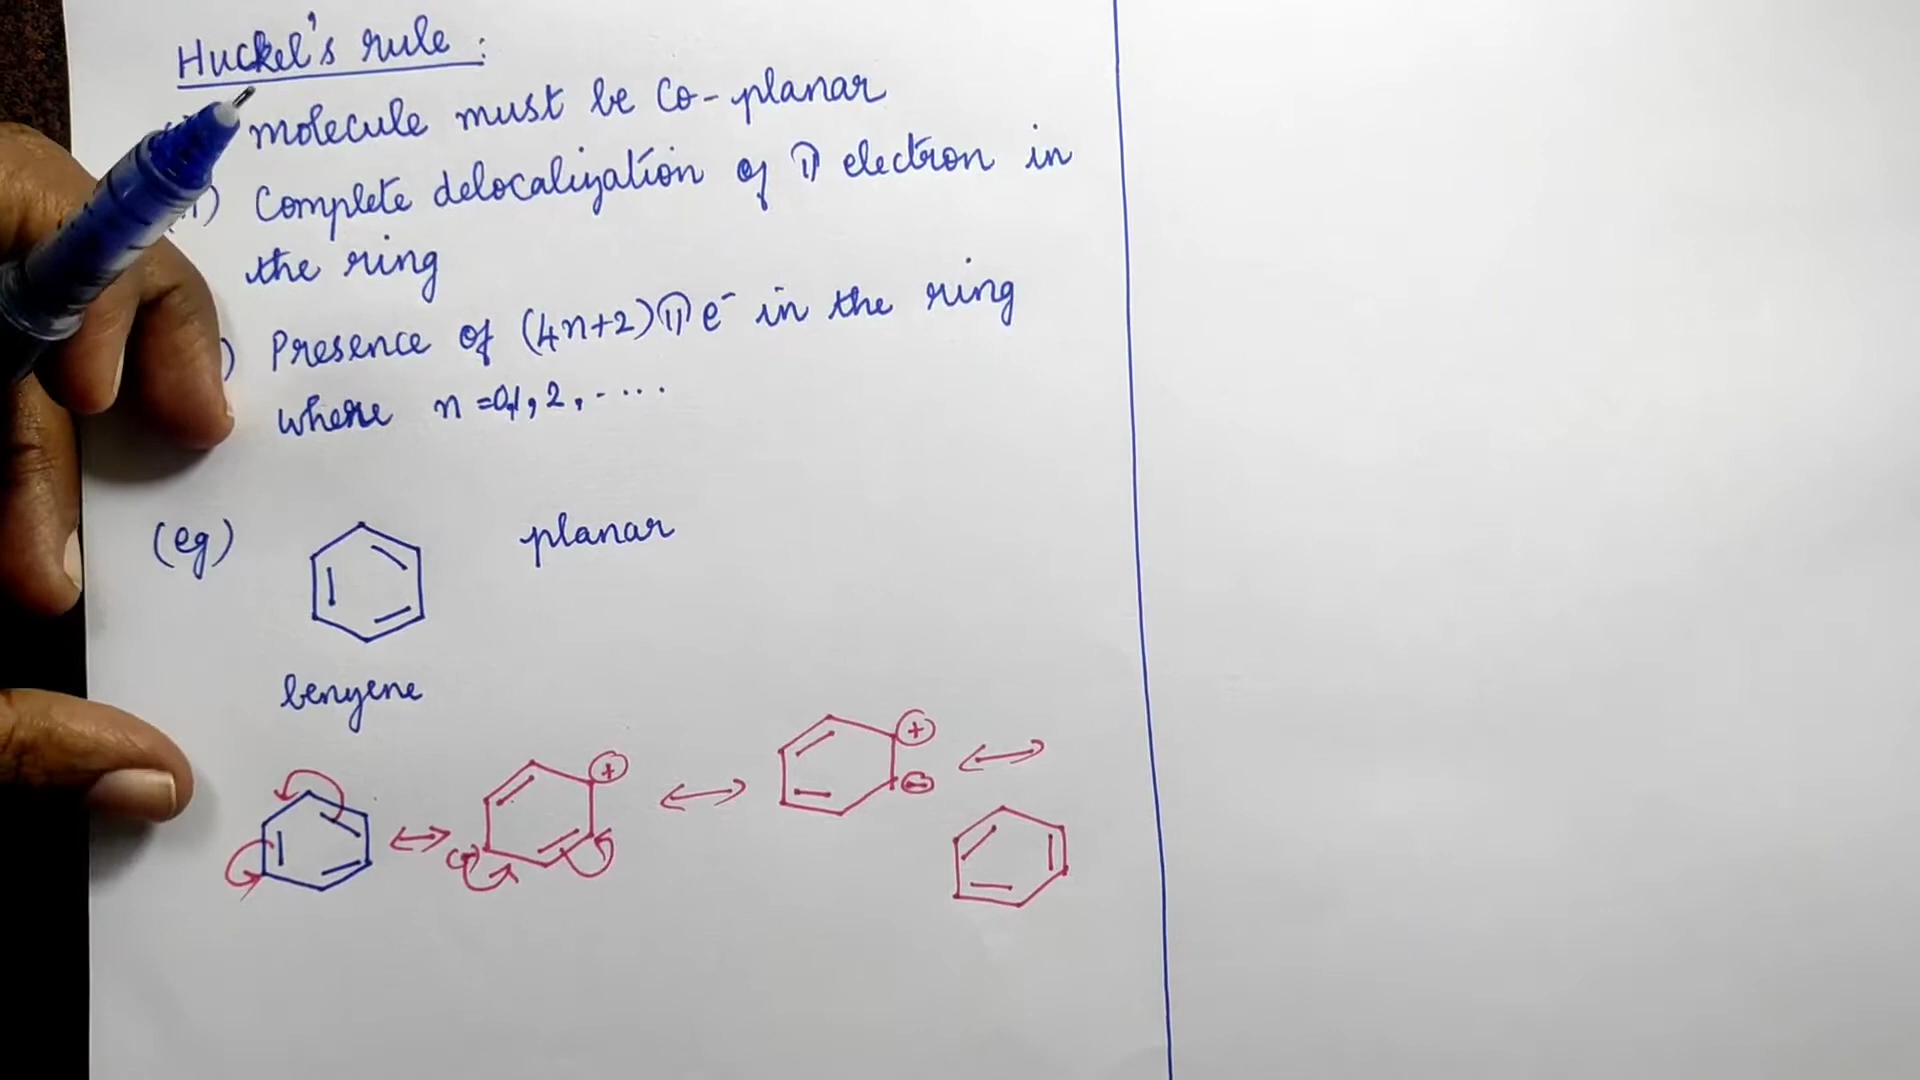 Huckel's rule :
molecule must be Co-planar
) Complete delocalization of π electron in
the ring
) Presence of (4n+2)π e⁻ in the ring
where n =0,1,2, - ....
(eg) planar
benzene
+ + -